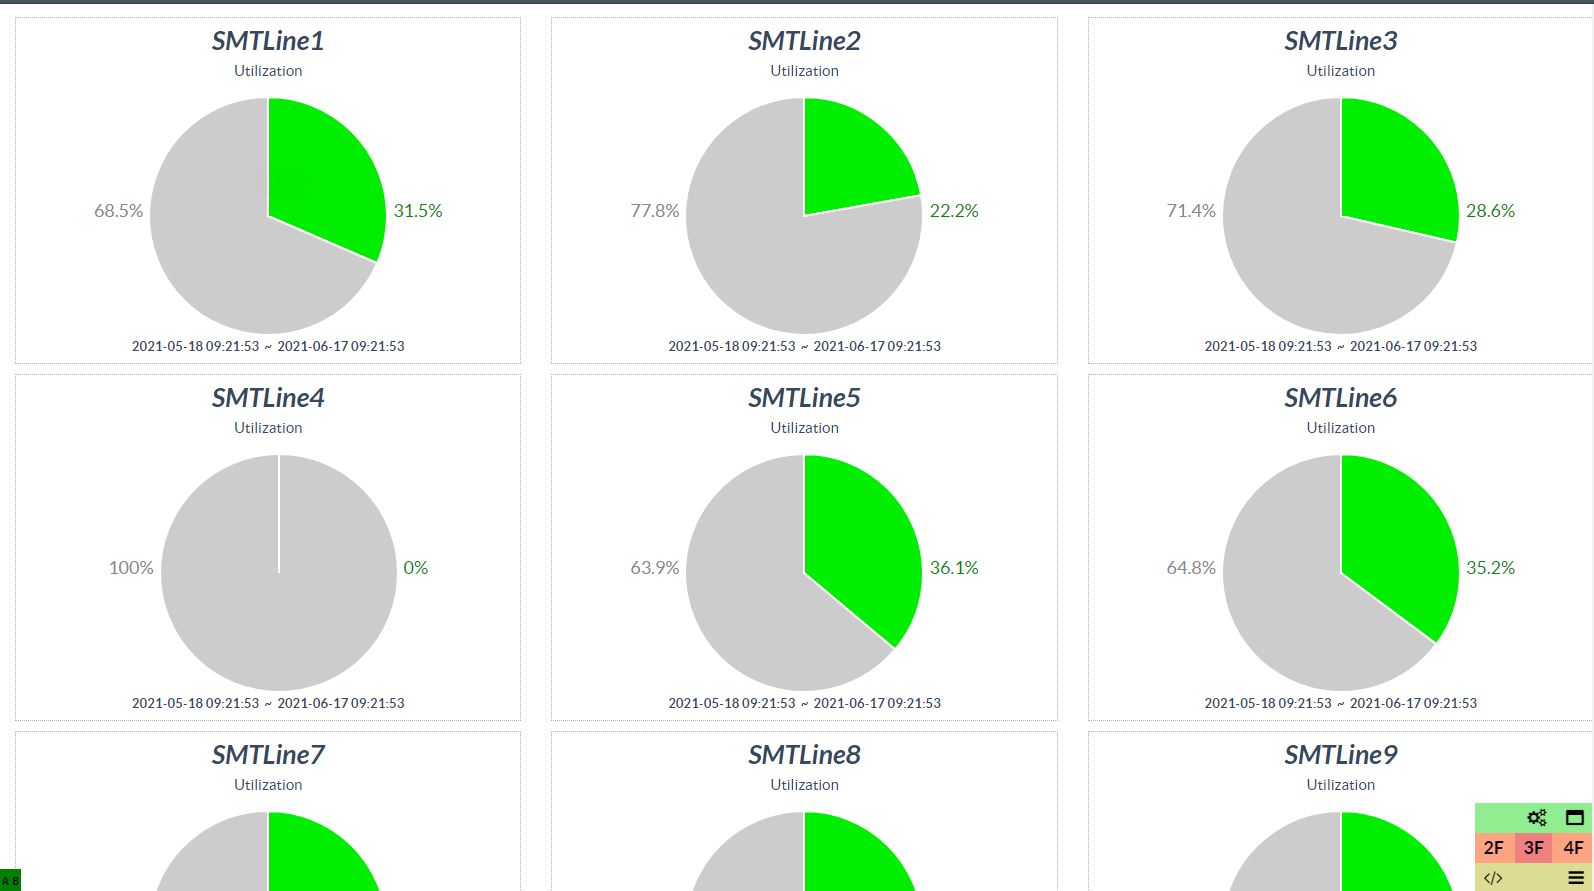 SMTLine1
Utilization
68.5%
31.5%
2021-05-18 09:21:53 ~ 2021-06-17 09:21:53
SMTLine2
Utilization
77.8%
22.2%
2021-05-18 09:21:53 ~ 2021-06-17 09:21:53
SMTLine3
Utilization
71.4%
28.6%
2021-05-18 09:21:53 ~ 2021-06-17 09:21:53
SMTLine4
Utilization
100%
0%
2021-05-18 09:21:53 ~ 2021-06-17 09:21:53
SMTLine5
Utilization
63.9%
36.1%
2021-05-18 09:21:53 ~ 2021-06-17 09:21:53
SMTLine6
Utilization
64.8%
35.2%
2021-05-18 09:21:53 ~ 2021-06-17 09:21:53
SMTLine7
Utilization
SMTLine8
Utilization
SMTLine9
Utilization
2F 3F 4F
</>
A B